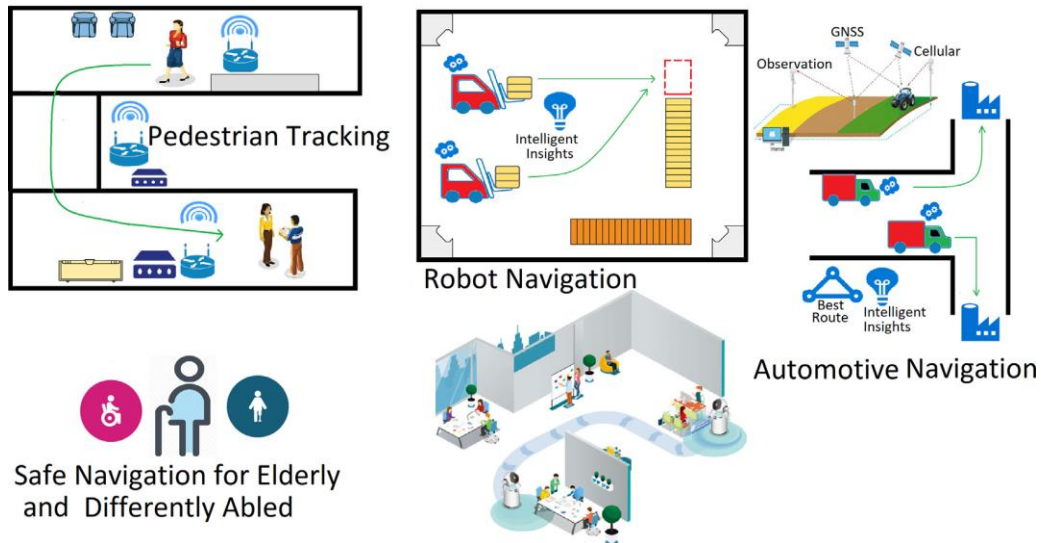 Pedestrian Tracking
Intelligent
Insights
Robot Navigation
GNSS
Cellular
Observation
Best
Route
Intelligent
Insights
Automotive Navigation
Safe Navigation for Elderly
and Differently Abled